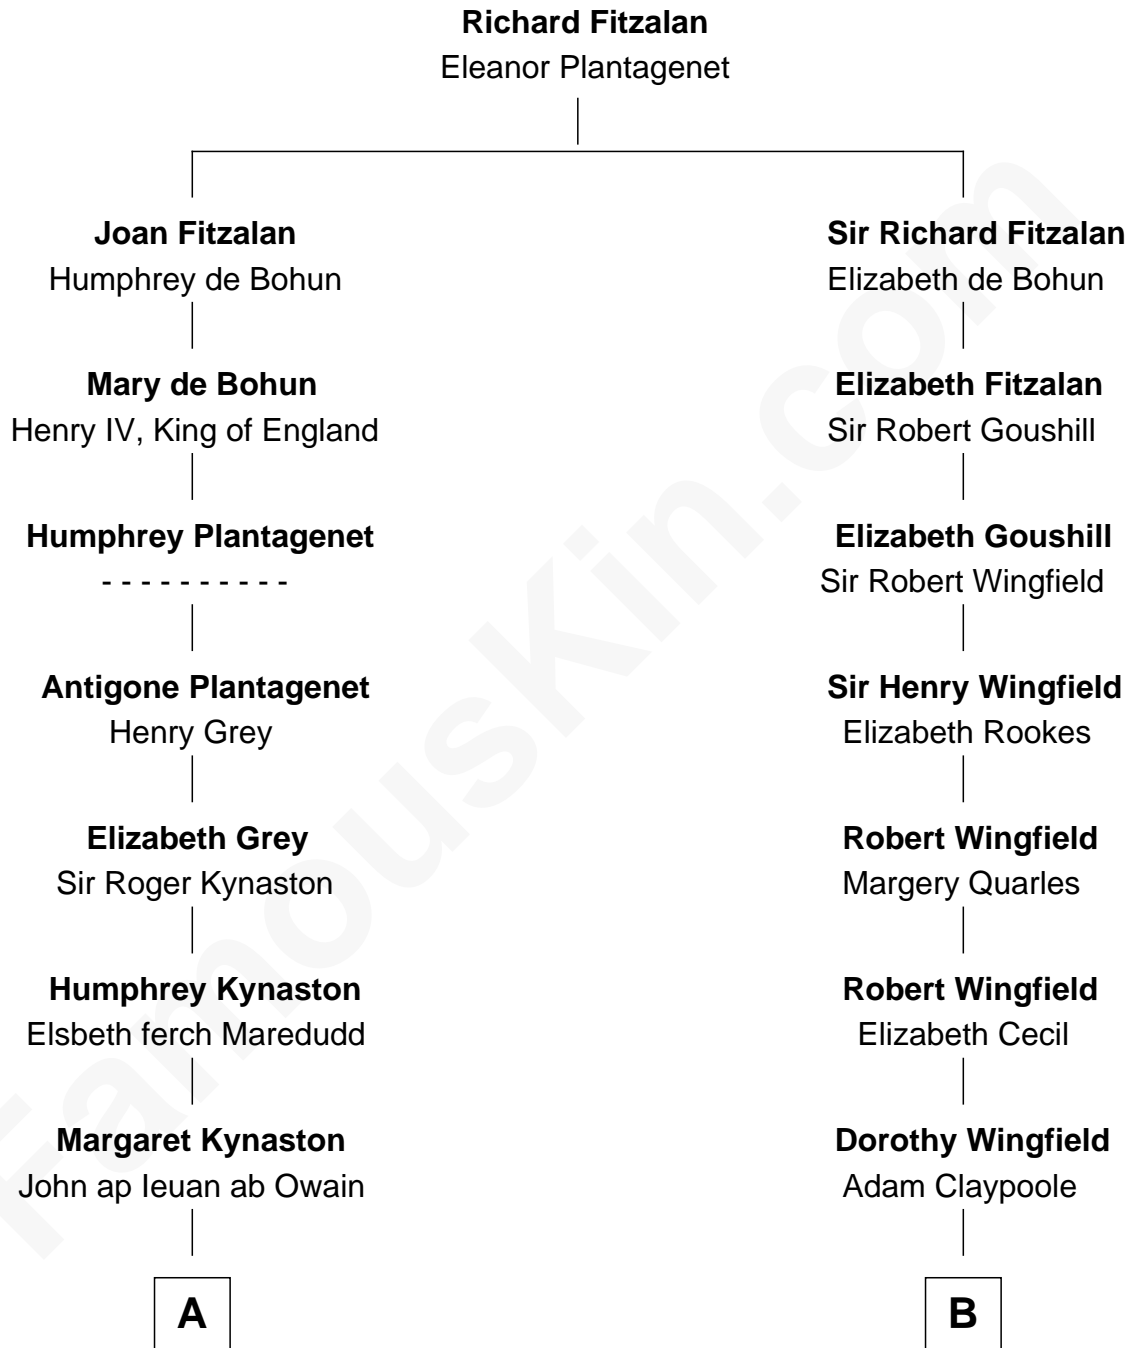 Richard Fitzalan
Eleanor Plantagenet
Joan Fitzalan
Humphrey de Bohun
Sir Richard Fitzalan
Elizabeth de Bohun
Mary de Bohun
Henry IV, King of England
Elizabeth Fitzalan
Sir Robert Goushill
Humphrey Plantagenet
- - - - - - - - - -
Elizabeth Goushill
Sir Robert Wingfield
Antigone Plantagenet
Henry Grey
Sir Henry Wingfield
Elizabeth Rookes
Elizabeth Grey
Sir Roger Kynaston
Robert Wingfield
Margery Quarles
Humphrey Kynaston
Elsbeth ferch Maredudd
Robert Wingfield
Elizabeth Cecil
Margaret Kynaston
John ap Ieuan ab Owain
Dorothy Wingfield
Adam Claypoole
A
B
FamousKin.com